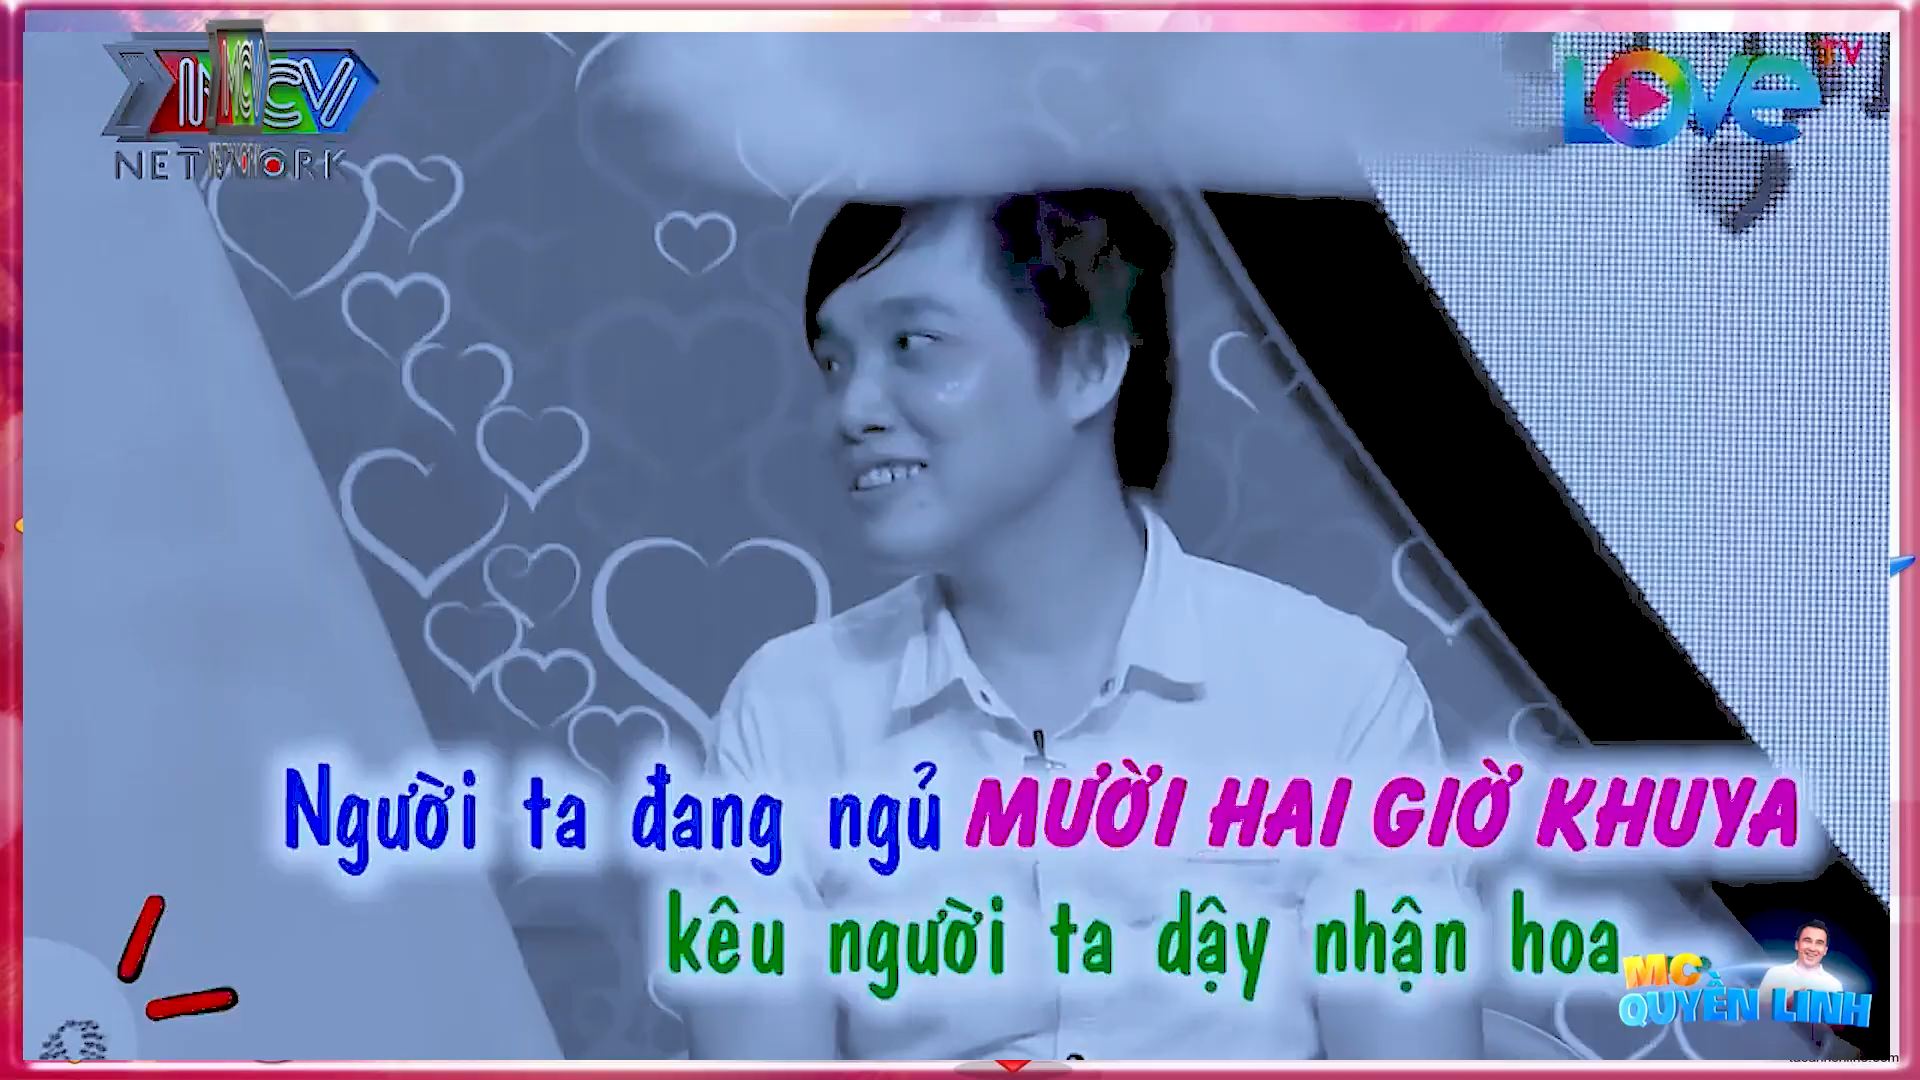 MCV
NETWORK
LOVE TV
Người ta đang ngủ MƯỜI HAI GIỜ KHUYA
kêu người ta dậy nhận hoa
MC
QUYỀN LINH